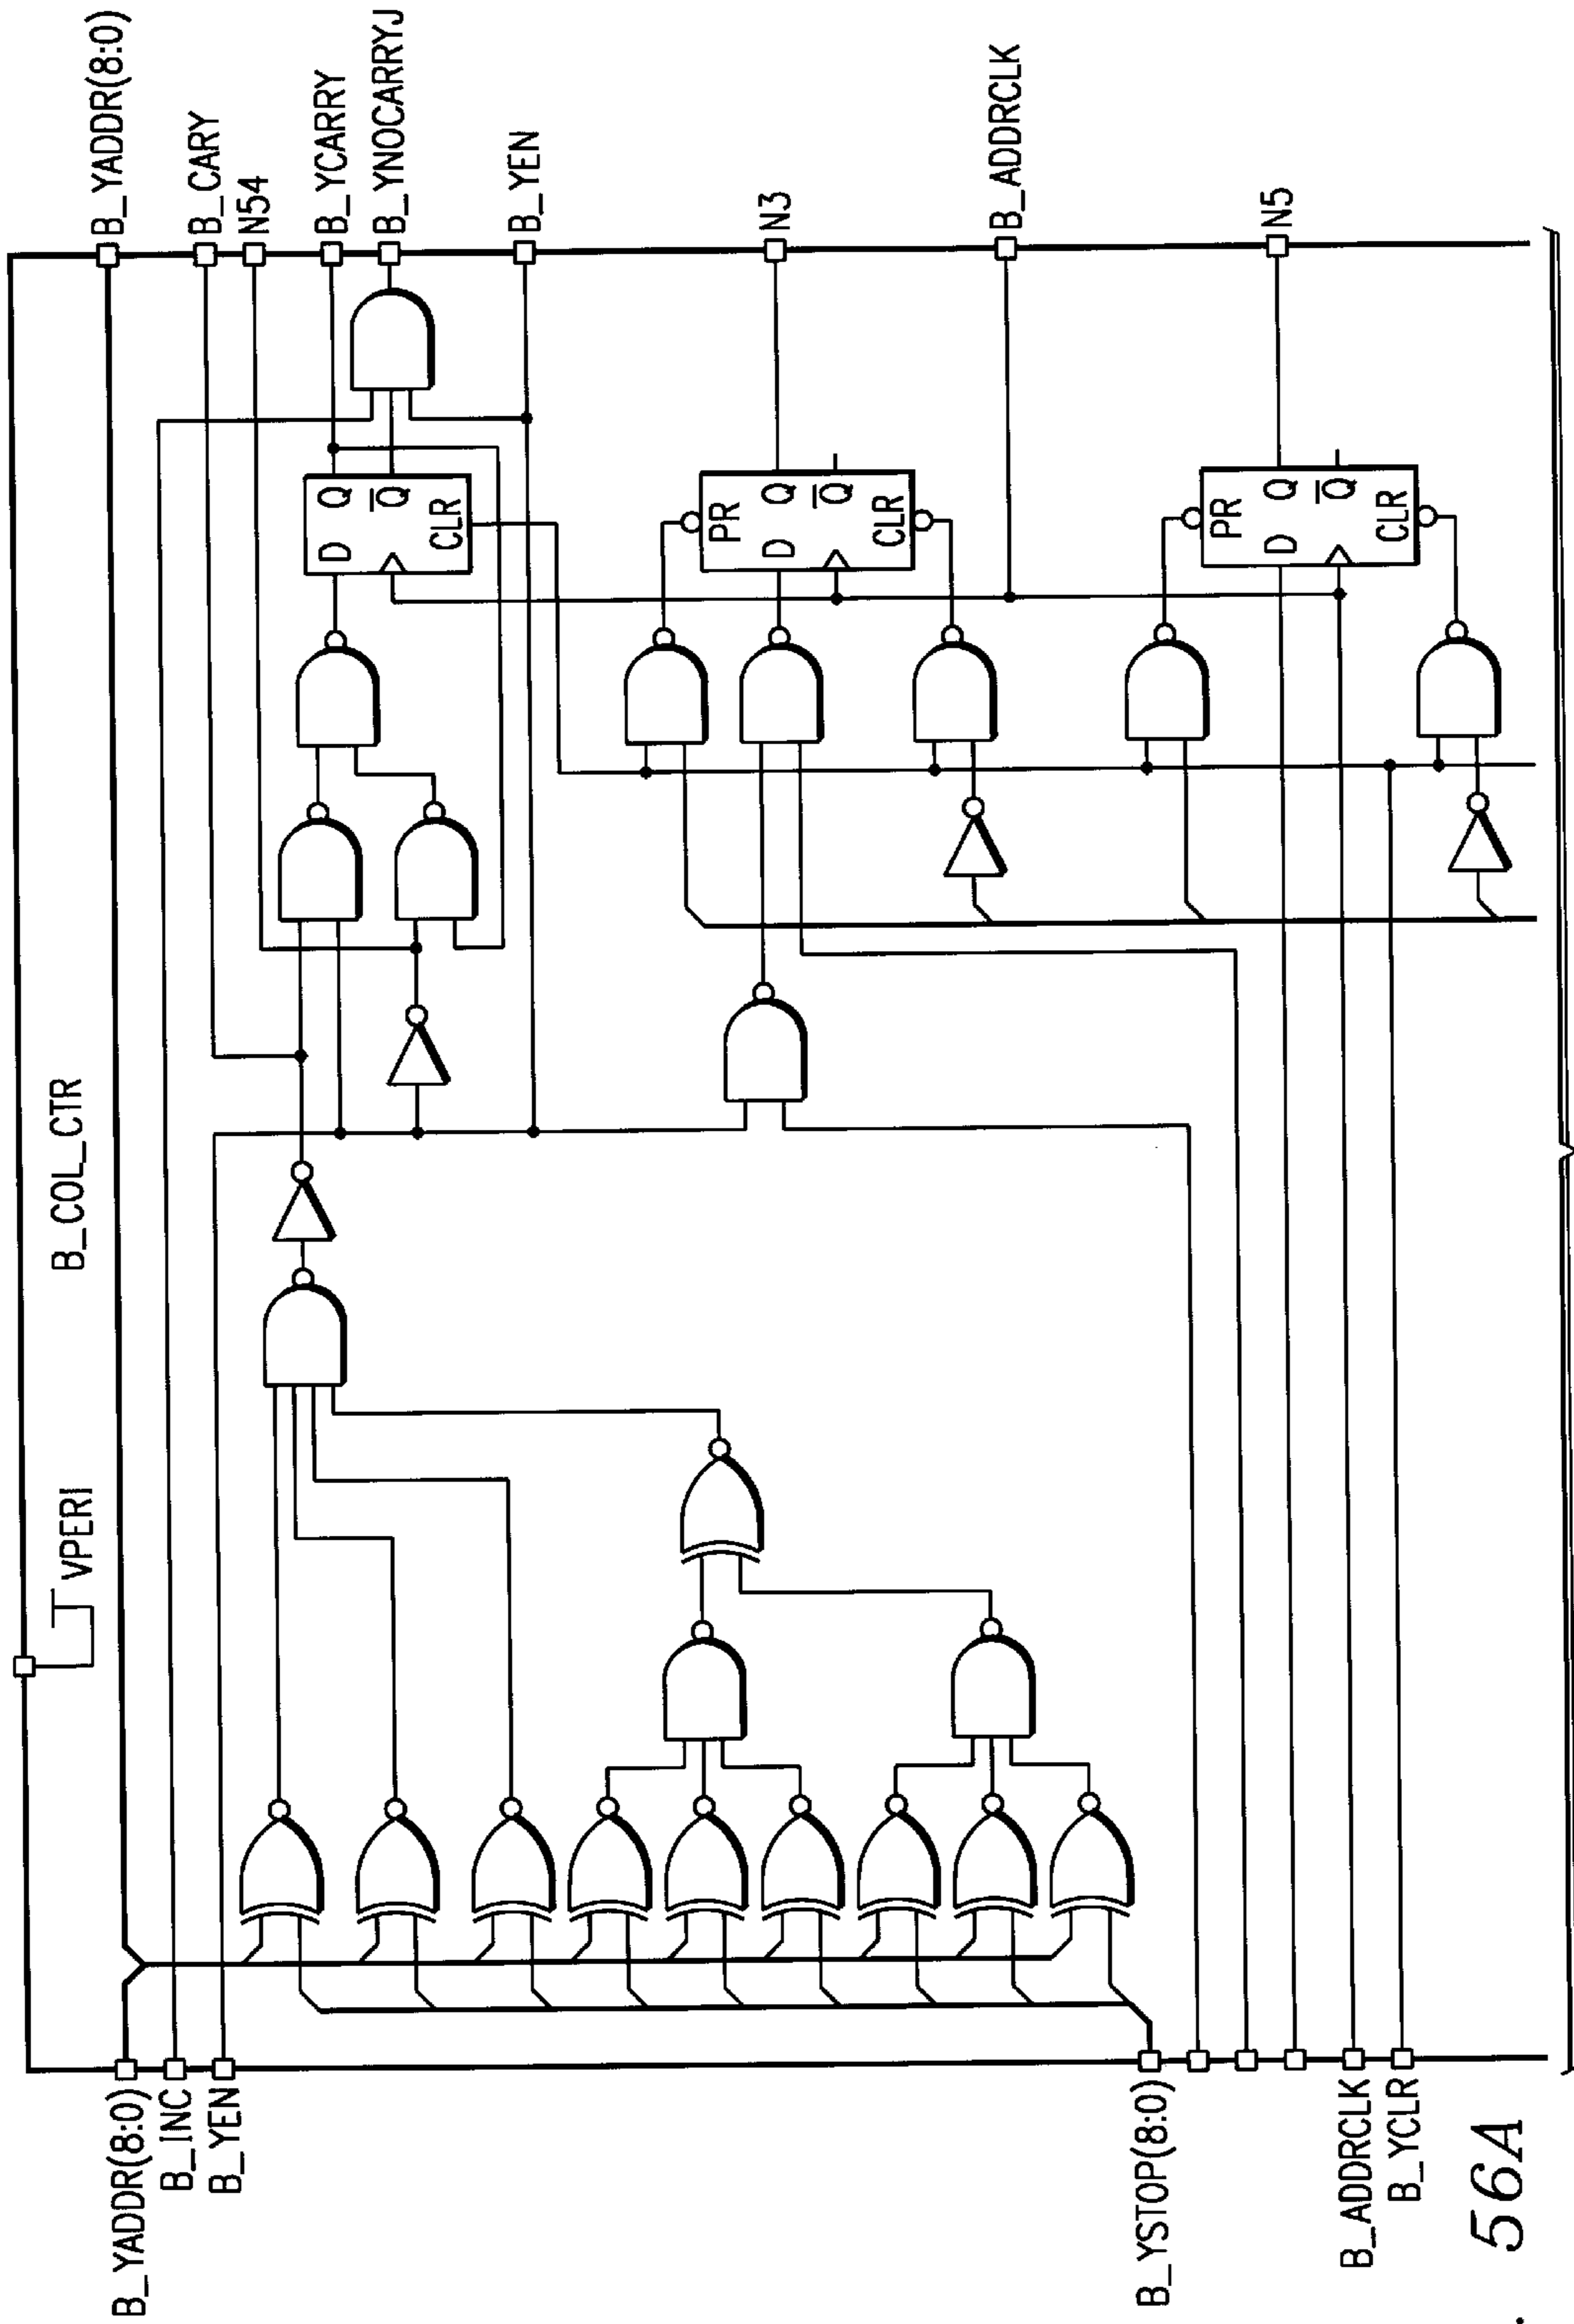 B_COL_CTR
VPERI
B_YADDR(8:0)
B_INC
B_YEN
B_YSTOP(8:0)
B_ADDRCLK
B_YCLR
B_YADDR(8:0)
B_CARY
N54
B_YCARRY
B_YNOCARRYJ
B_YEN
N3
B_ADDRCLK
N5
D Q
Q
CLR
PR
D Q
Q
CLR
PR
D Q
Q
CLR
. 56A